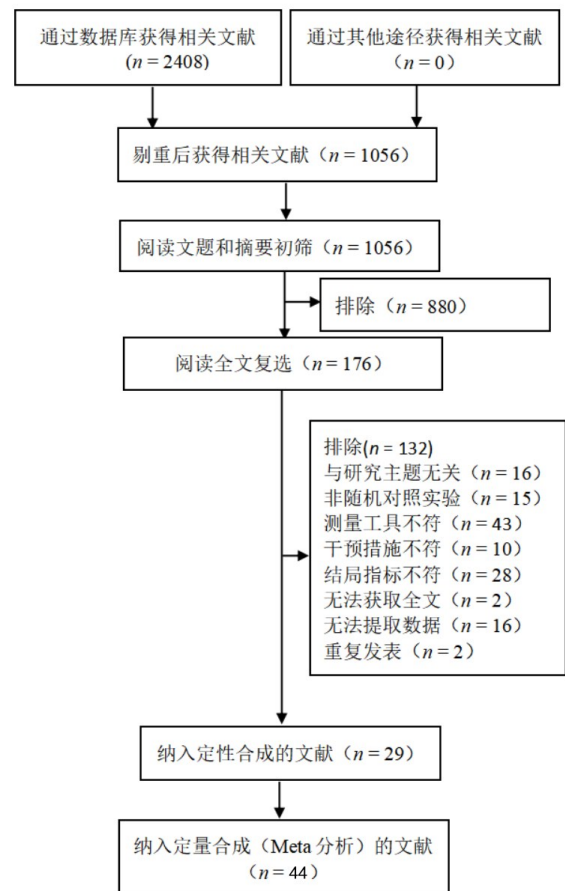 通过数据库获得相关文献
(n = 2408)
通过其他途径获得相关文献
（n = 0）
剔重后获得相关文献（n = 1056）
阅读文题和摘要初筛（n = 1056）
排除（n = 880）
阅读全文复选（n = 176）
排除(n = 132)
与研究主题无关（n = 16）
非随机对照实验（n = 15）
测量工具不符（n = 43）
干预措施不符（n = 10）
结局指标不符（n = 28）
无法获取全文（n = 2）
无法提取数据（n = 16）
重复发表（n = 2）
纳入定性合成的文献（n = 29）
纳入定量合成（Meta 分析）的文献
（n = 44）